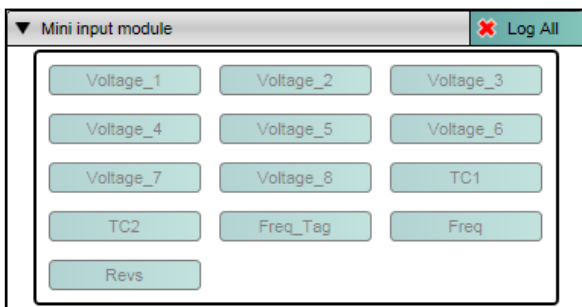 Mini input module Log All
Voltage_1 Voltage_2 Voltage_3
Voltage_4 Voltage_5 Voltage_6
Voltage_7 Voltage_8 TC1
TC2 Freq_Tag Freq
Revs